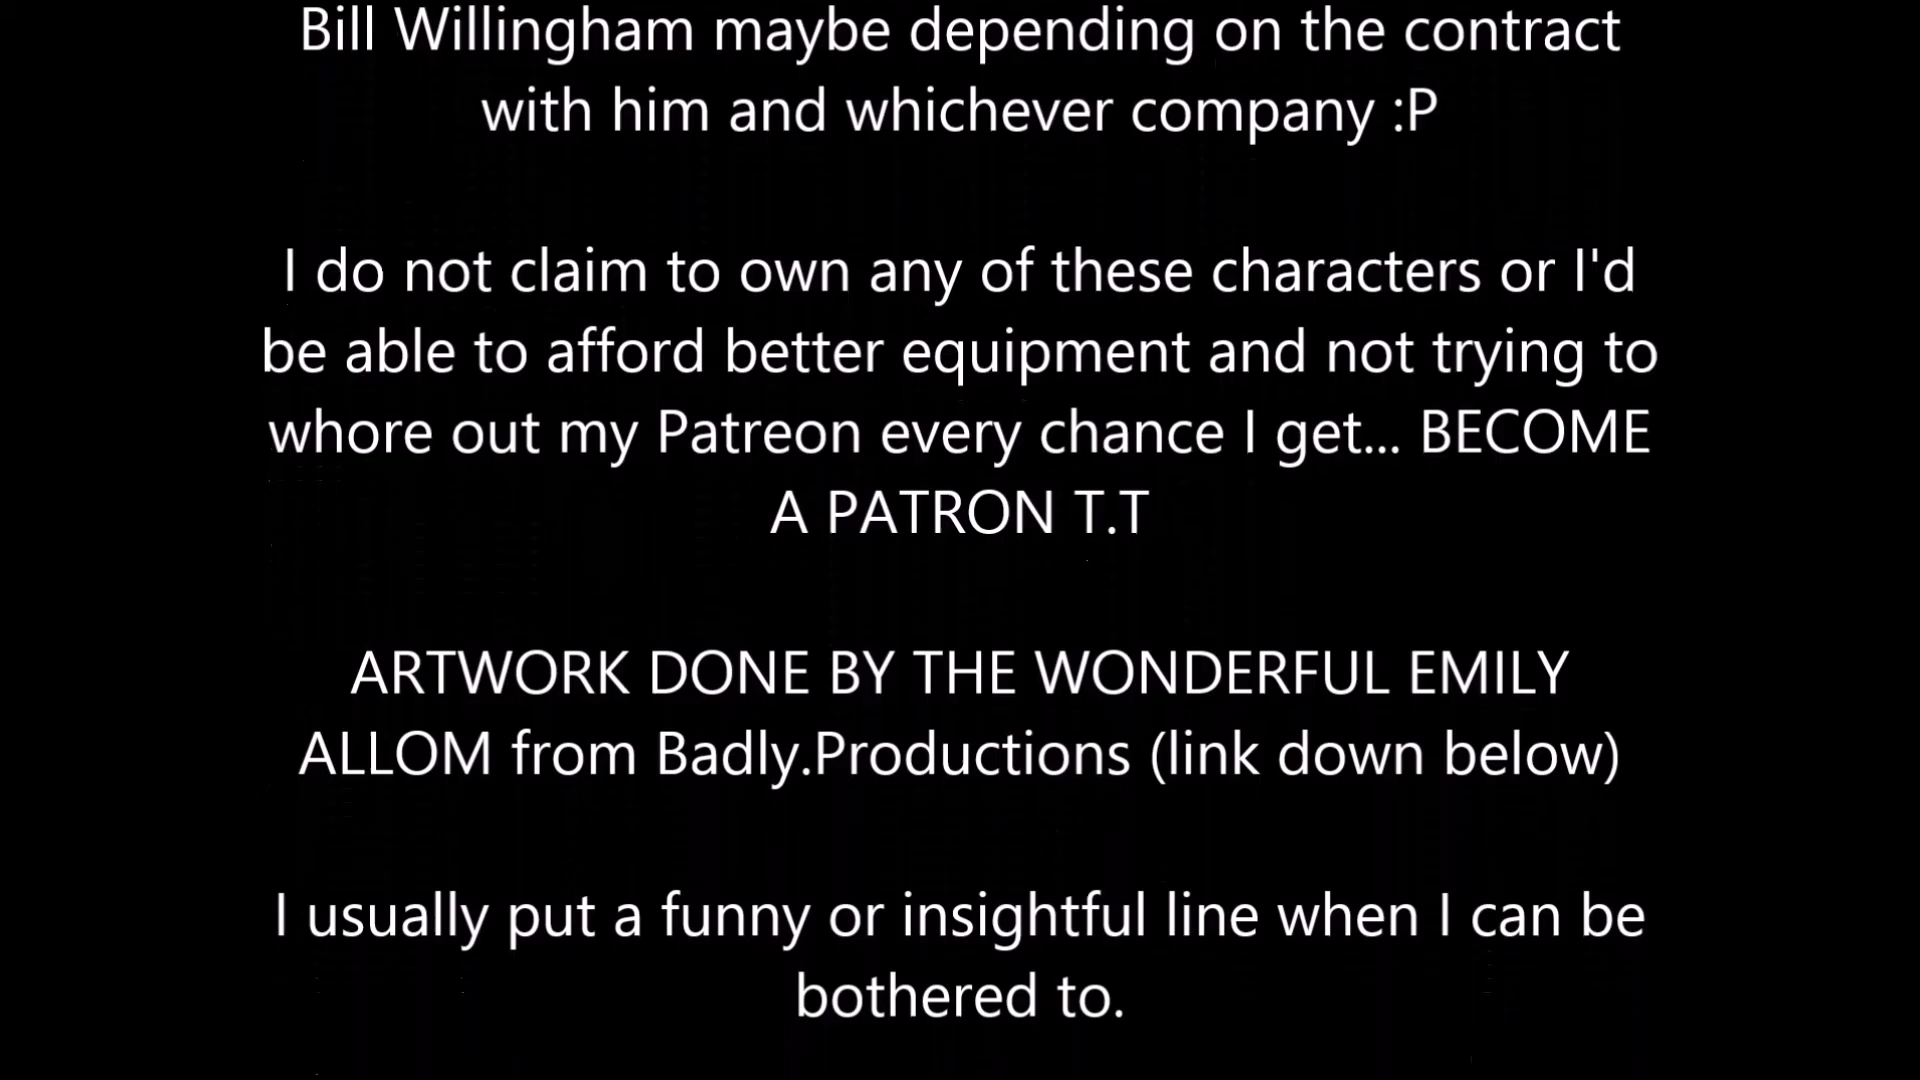 Bill Willingham maybe depending on the contract
with him and whichever company :P
I do not claim to own any of these characters or I'd
be able to afford better equipment and not trying to
whore out my Patreon every chance I get... BECOME
A PATRON T.T
ARTWORK DONE BY THE WONDERFUL EMILY
ALLOM from Badly.Productions (link down below)
I usually put a funny or insightful line when I can be
bothered to.